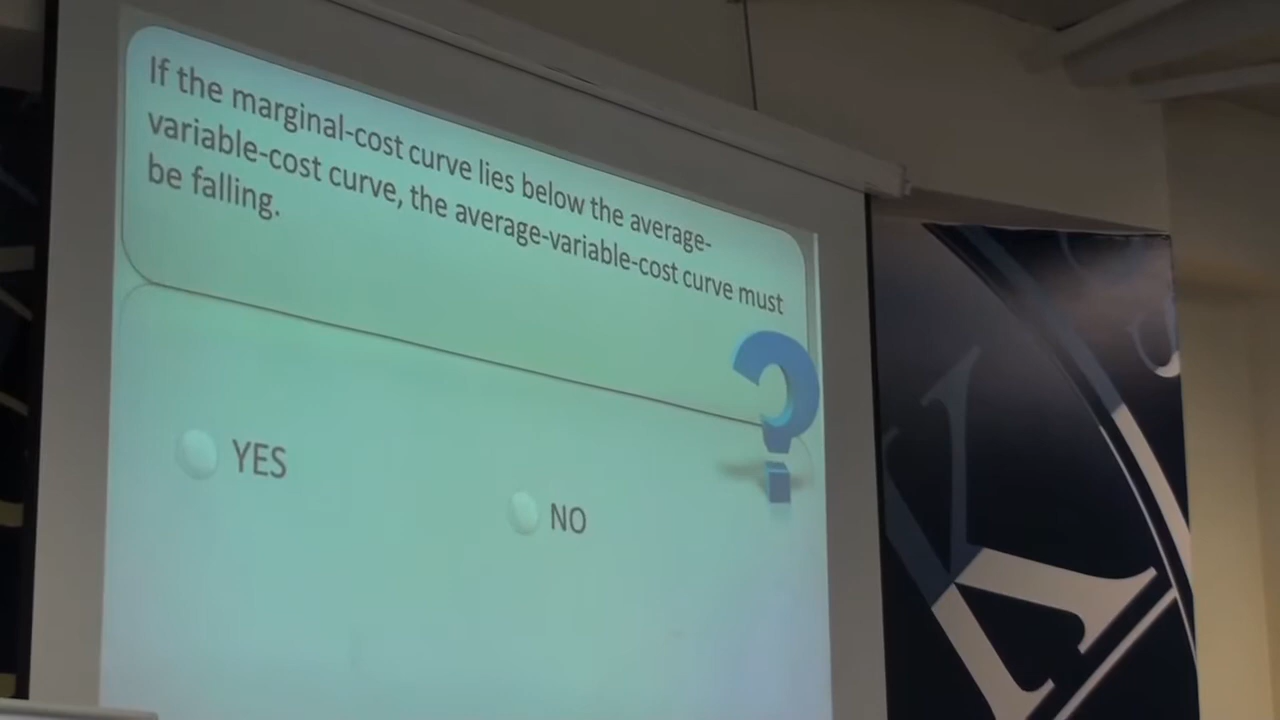 If the marginal-cost curve lies below the average-
variable-cost curve, the average-variable-cost curve must
be falling.
YES
NO